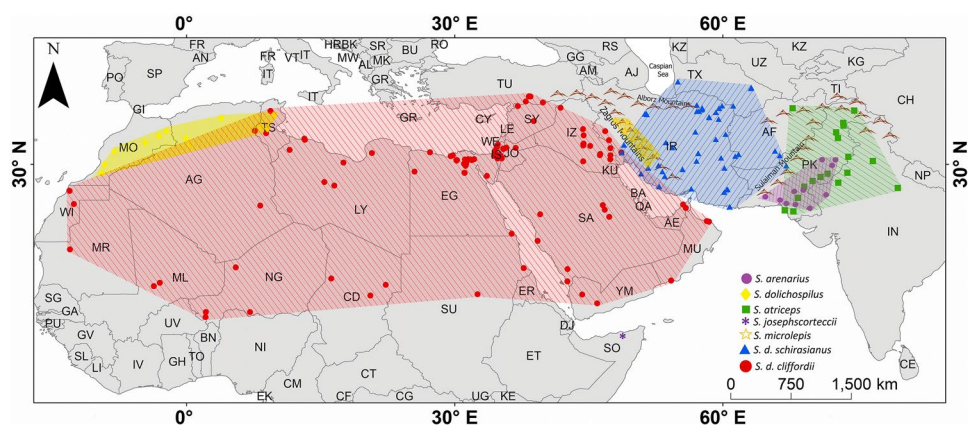 0° 30° E 60° E
N
30° N
30° N
FR
AN
PO
SP
GI
FR
IT
VT
IT
HR
BK
MW
SR
AL
MK
BU
RO
GR
IT
GR
TU
CY
RS
GG
AM
AJ
Caspian
Sea
KZ
TX
UZ
KZ
KG
TI
CH
AF
PK
NP
IN
CE
Alborz Mountains
Zagros Mountains
Sulaiman Mountains
MO
TS
AG
LY
EG
LE
SY
WE
IS
JO
IZ
IR
KU
BA
QA
SA
AE
MU
YM
WI
MR
ML
NG
CD
SU
ER
DJ
SO
ET
SG
GA
PU
GV
SL
LI
IV
UV
GH
TO
BN
NI
CM
EK
CF
CT
CG
UG
KE
S. arenarius
S. dolichospilus
S. atriceps
S. josephscorteccii
S. microlepis
S. d. schirasianus
S. d. cliffordii
0 750 1,500 km
0° 30° E 60° E